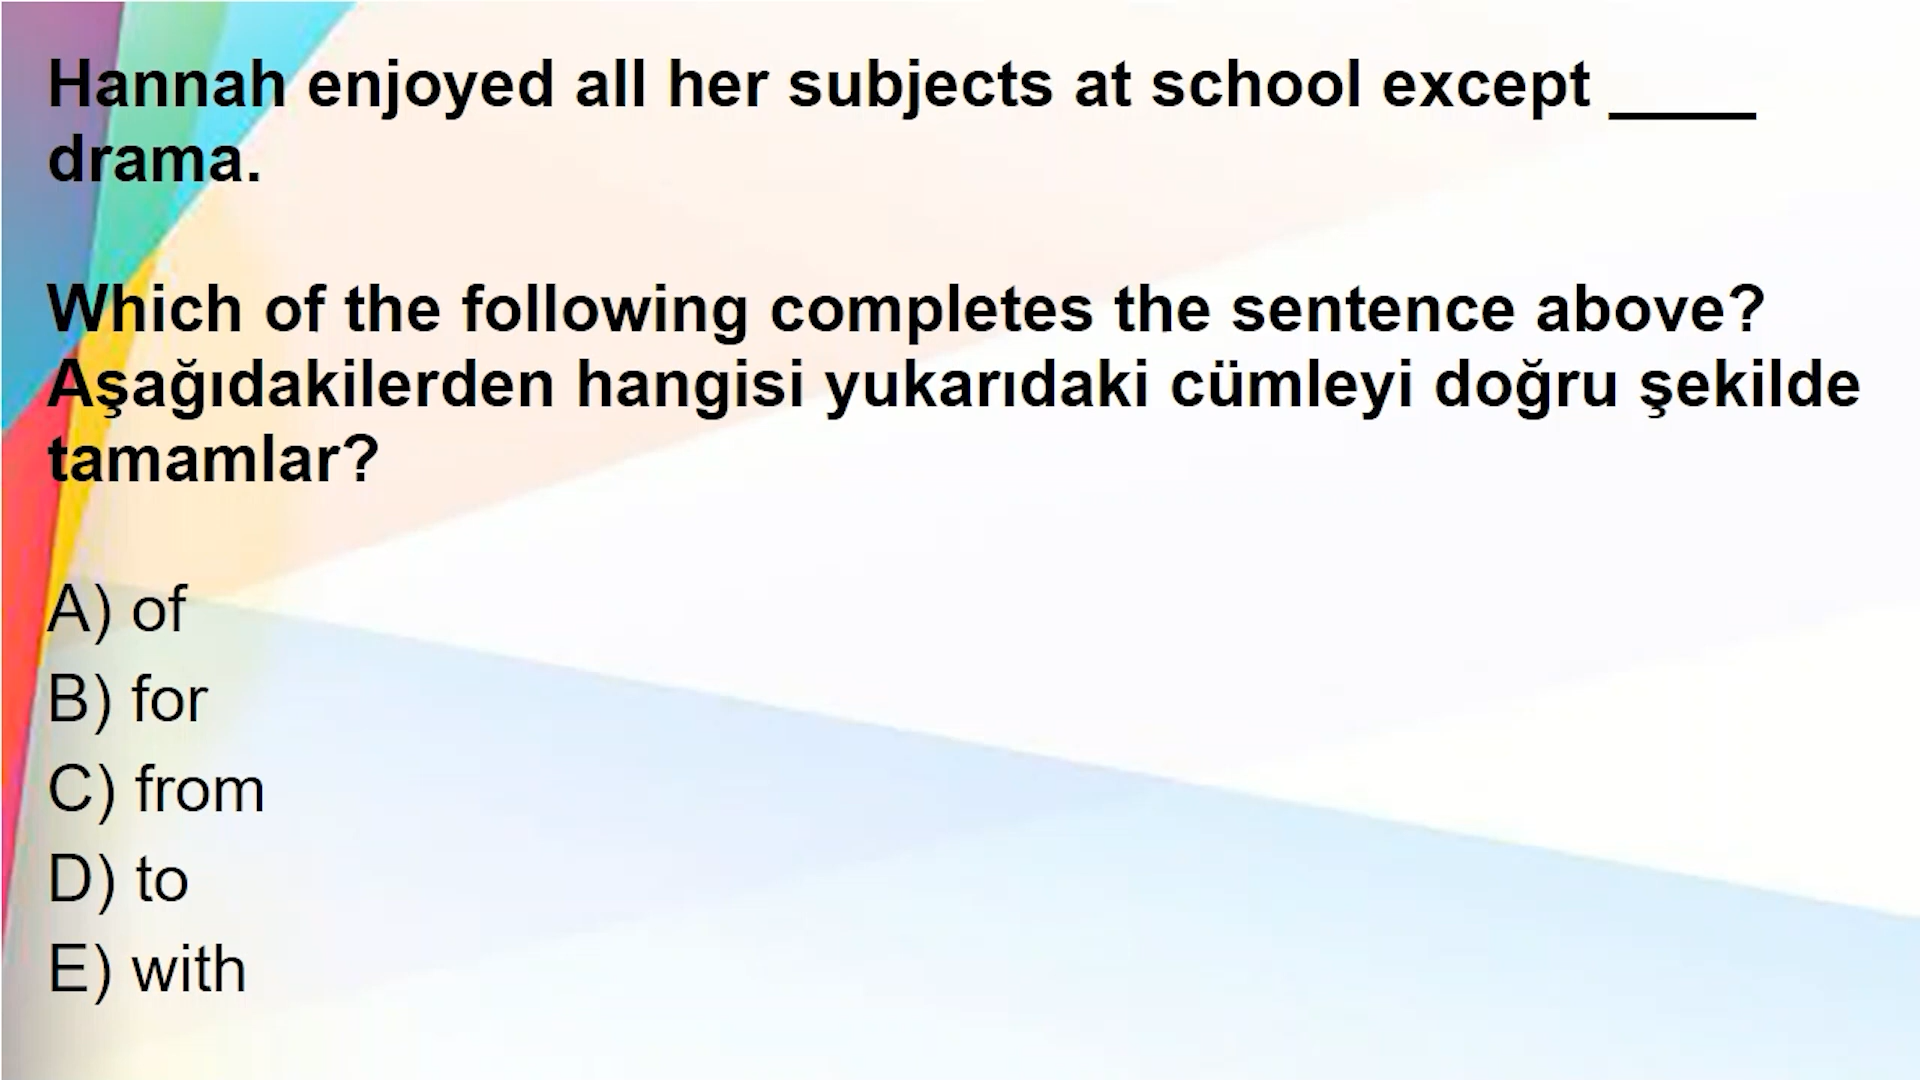 Hannah enjoyed all her subjects at school except ____
drama.
Which of the following completes the sentence above?
Aşağıdakilerden hangisi yukarıdaki cümleyi doğru şekilde
tamamlar?
A) of
B) for
C) from
D) to
E) with